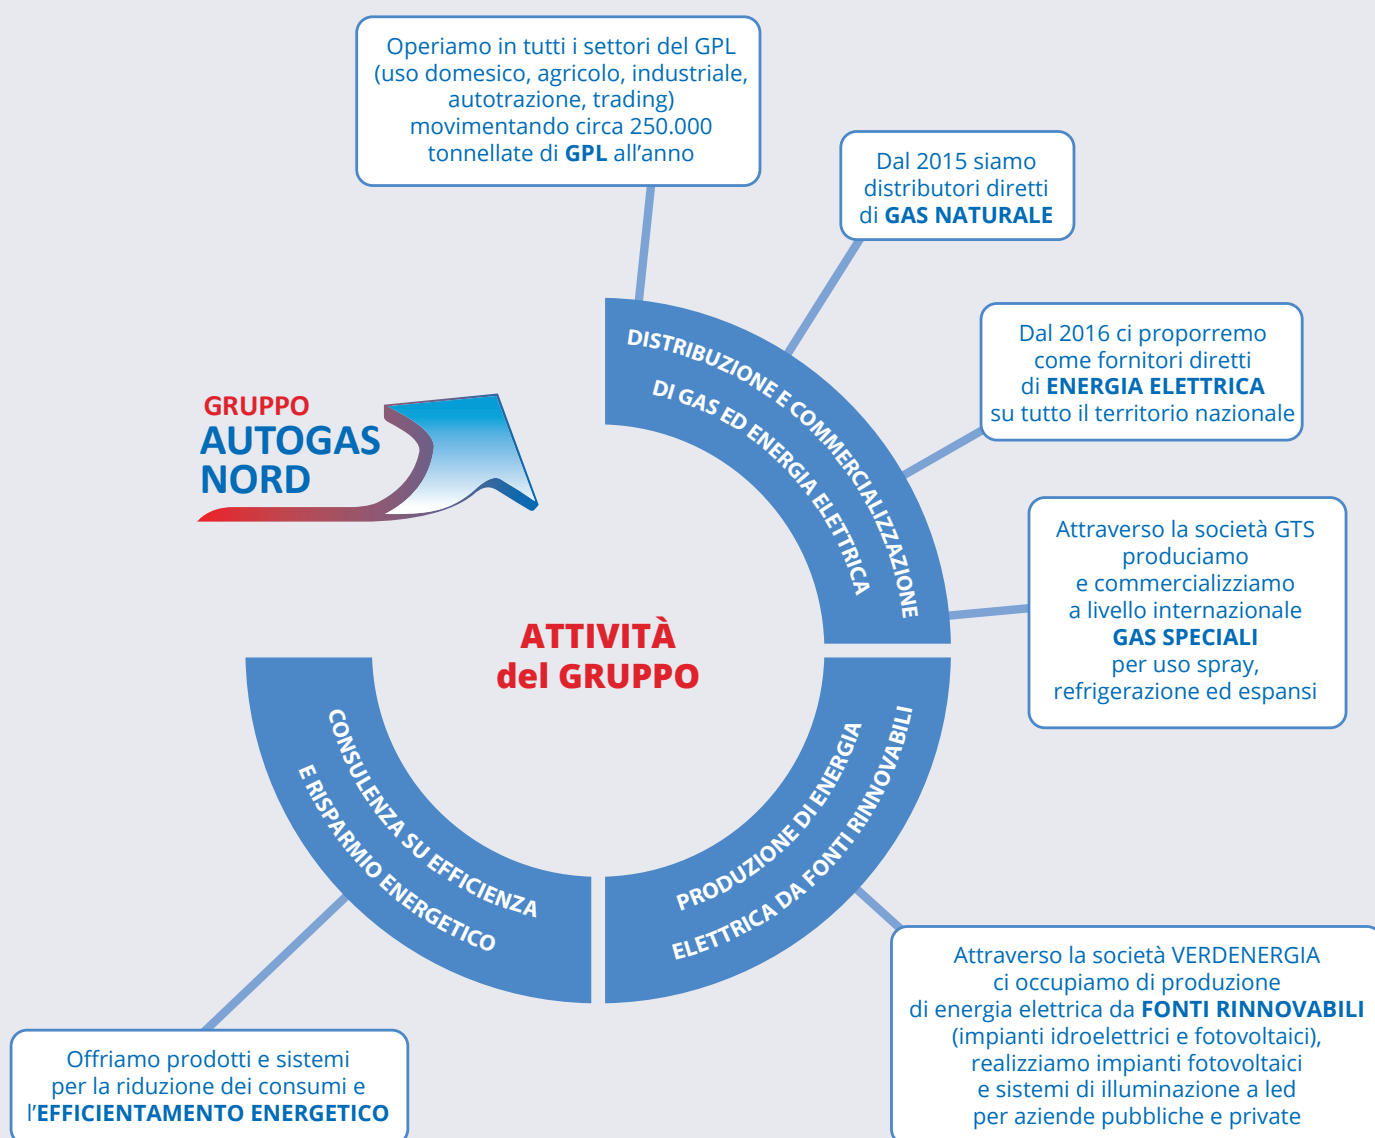 Operiamo in tutti i settori del GPL
(uso domesico, agricolo, industriale,
autotrazione, trading)
movimentando circa 250.000
tonnellate di GPL all’anno
Dal 2015 siamo
distributori diretti
di GAS NATURALE
Dal 2016 ci proporremo
come fornitori diretti
di ENERGIA ELETTRICA
su tutto il territorio nazionale
Attraverso la società GTS
produciamo
e commercializziamo
a livello internazionale
GAS SPECIALI
per uso spray,
refrigerazione ed espansi
DISTRIBUZIONE E COMMERCIALIZZAZIONE
DI GAS ED ENERGIA ELETTRICA
GRUPPO
AUTOGAS
NORD
ATTIVITÀ
del GRUPPO
PRODUZIONE DI ENERGIA
ELETTRICA DA FONTI RINNOVABILI
CONSULENZA SU EFFICIENZA
E RISPARMIO ENERGETICO
Attraverso la società VERDENERGIA
ci occupiamo di produzione
di energia elettrica da FONTI RINNOVABILI
(impianti idroelettrici e fotovoltaici),
realizziamo impianti fotovoltaici
e sistemi di illuminazione a led
per aziende pubbliche e private
Offriamo prodotti e sistemi
per la riduzione dei consumi e
l’EFFICIENTAMENTO ENERGETICO